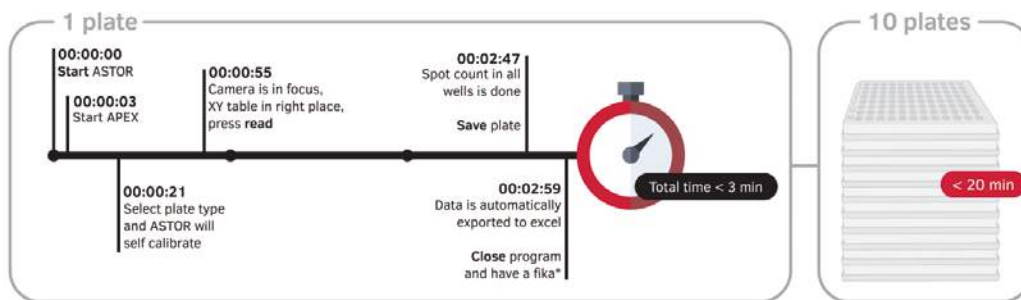 1 plate
00:00:00
Start ASTOR
00:00:03
Start APEX
00:00:21
Select plate type
and ASTOR will
self calibrate
00:00:55
Camera is in focus,
XY table in right place,
press read
00:02:47
Spot count in all
wells is done
Save plate
00:02:59
Data is automatically
exported to excel
Close program
and have a fika*
Total time < 3 min
10 plates
< 20 min